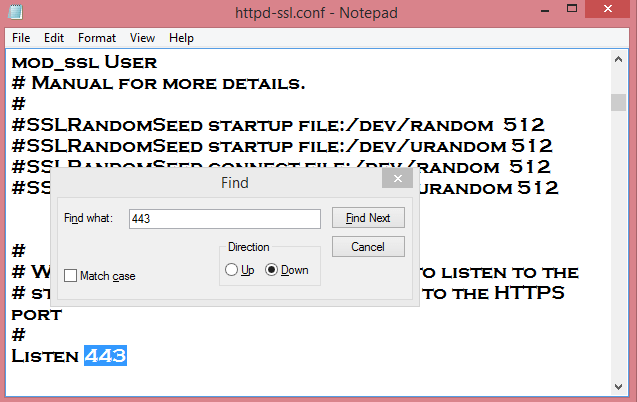 httpd-ssl.conf - Notepad
File Edit Format View Help
mod_ssl User
# Manual for more details.
#
#SSLRandomSeed startup file:/dev/random 512
#SSLRandomSeed startup file:/dev/urandom 512
#SSLRandomSeed connect file:/dev/random 512
#SS urandom 512
Find
Find what: 443 Find Next
Cancel
Direction
Up Down
Match case
#
# W to listen to the
# st to the HTTPS
port
#
Listen 443